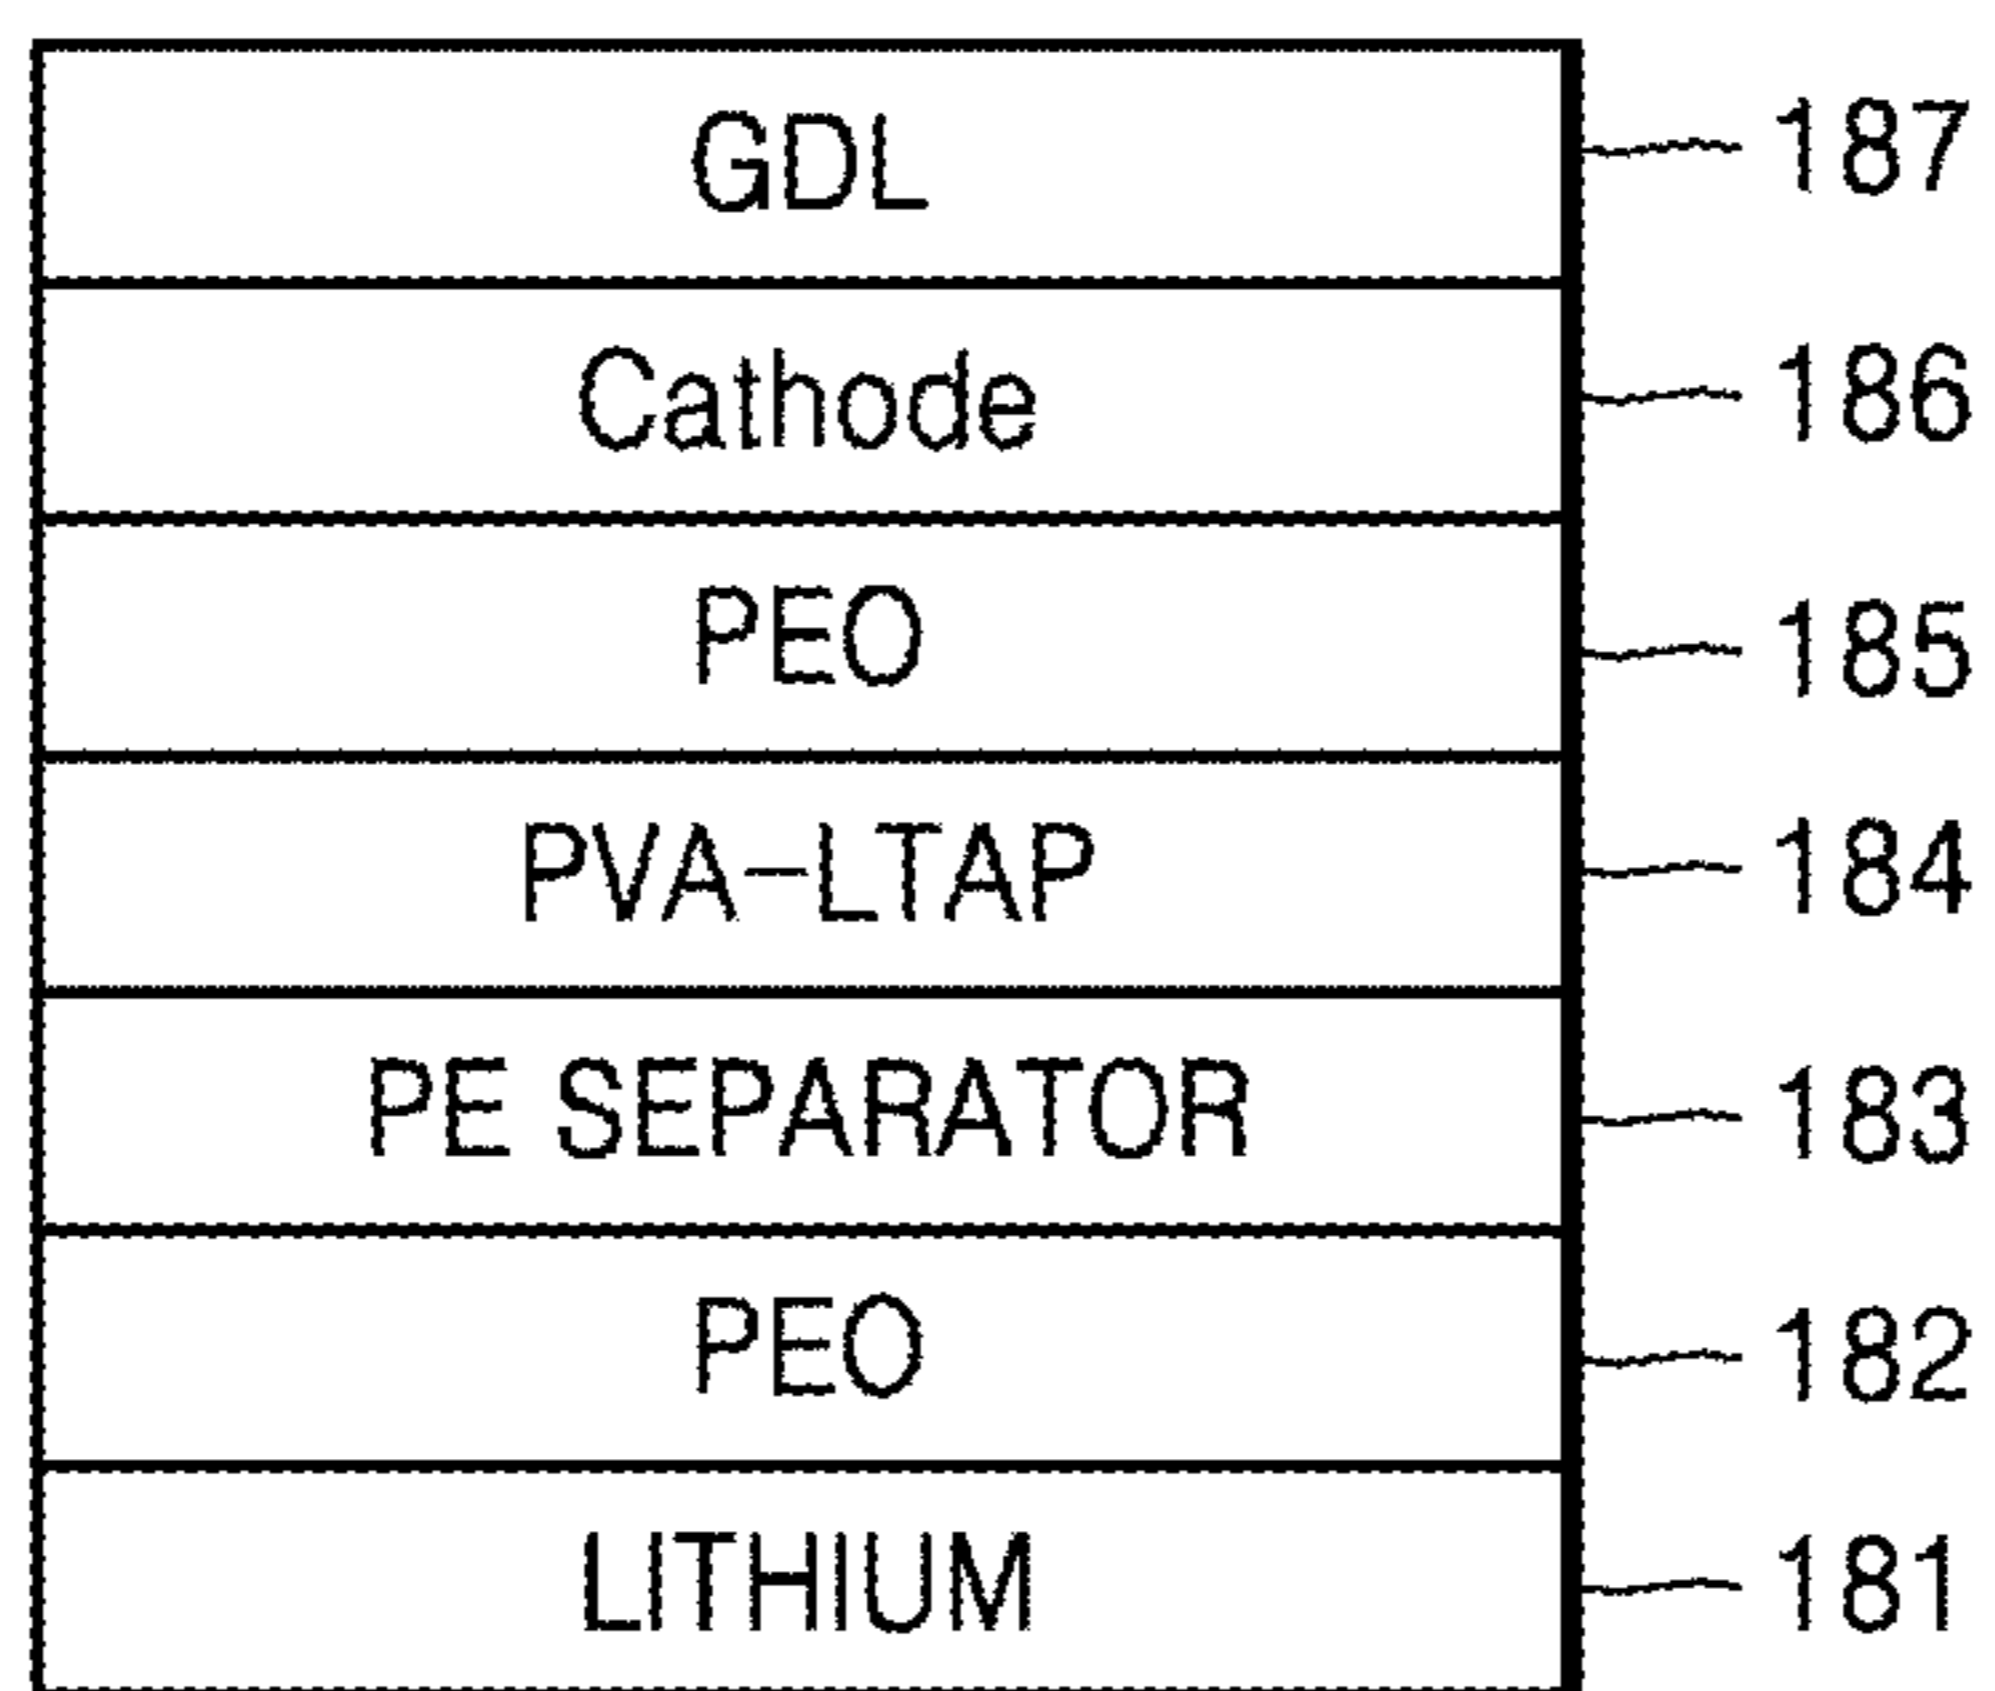 GDL 187
Cathode 186
PEO 185
PVA-LTAP 184
PE SEPARATOR 183
PEO 182
LITHIUM 181